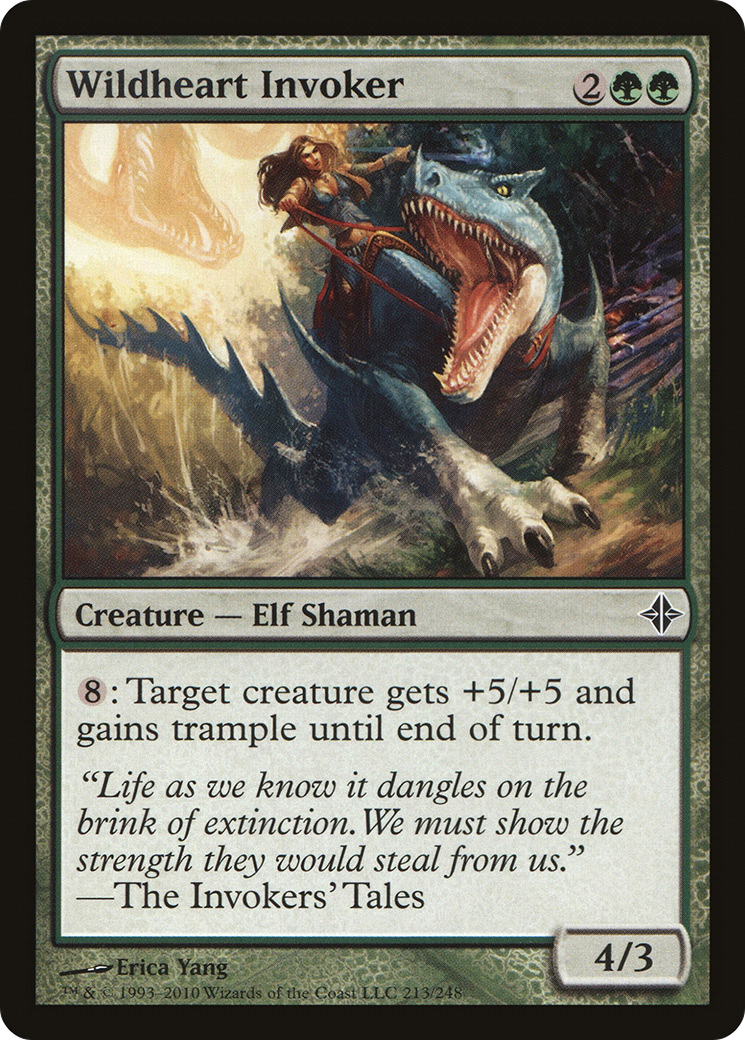 Wildheart Invoker 2
Creature — Elf Shaman
8: Target creature gets +5/+5 and
gains trample until end of turn.
“Life as we know it dangles on the
brink of extinction. We must show the
strength they would steal from us.”
—The Invokers’ Tales
4/3
Erica Yang
™ & © 1993–2010 Wizards of the Coast LLC 213/248